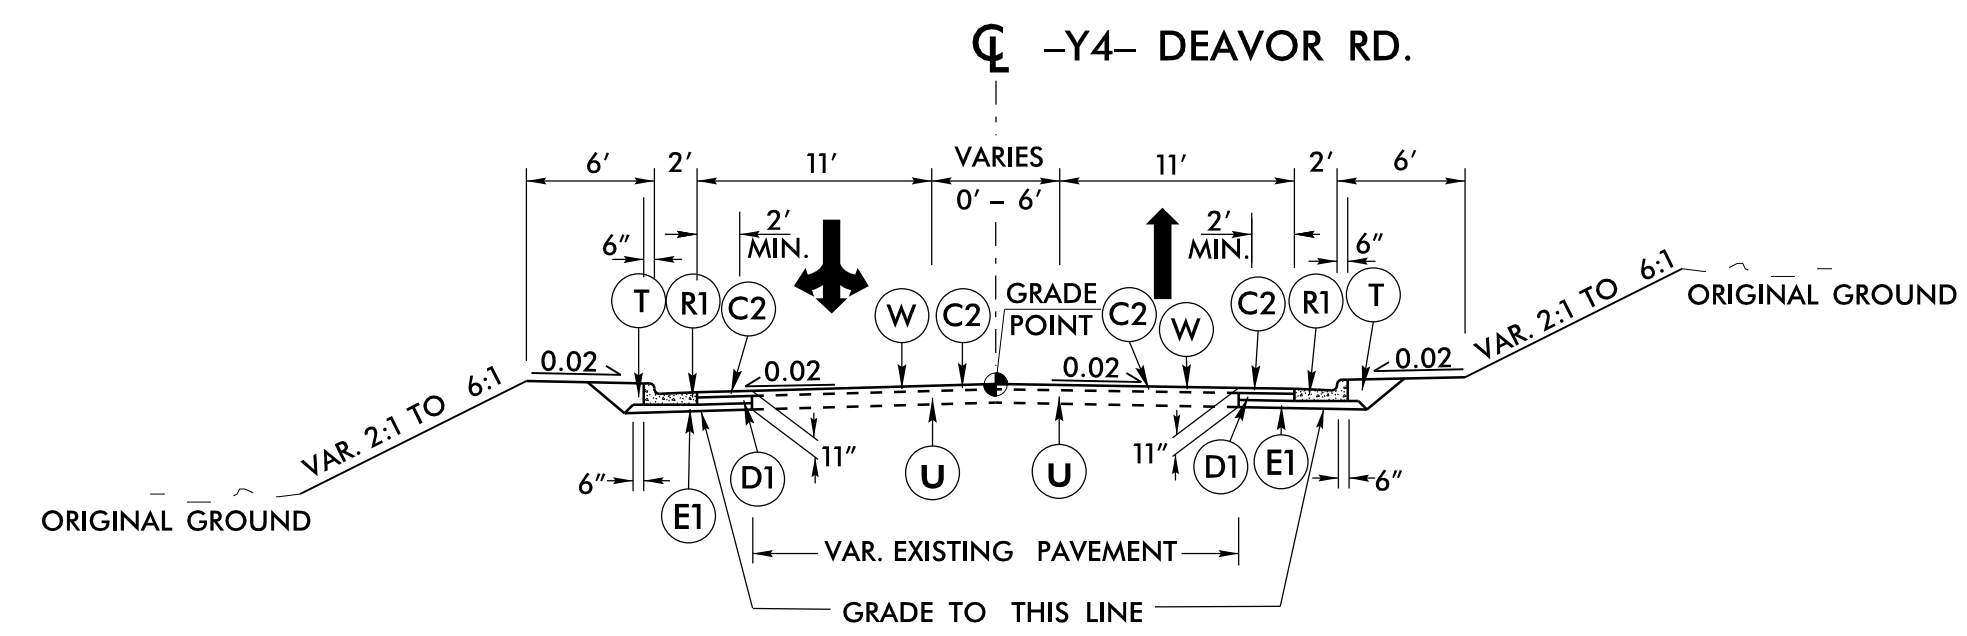 ℄ –Y4– DEAVOR RD.
6' 2' 11' VARIES 11' 2' 6'
0' – 6'
2' MIN.
2' MIN.
6"
6"
T R1 C2 W C2 GRADE POINT C2 W C2 R1 T
0.02 0.02 0.02 0.02
VAR. 2:1 TO 6:1
VAR. 2:1 TO 6:1
ORIGINAL GROUND
ORIGINAL GROUND
6" E1 D1 11" U U 11" D1 E1 6"
VAR. EXISTING PAVEMENT
GRADE TO THIS LINE